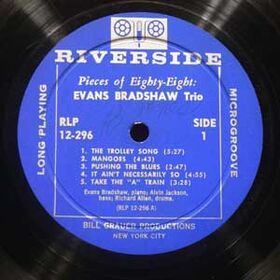 RIVERSIDE
Pieces of Eighty-Eight:
EVANS BRADSHAW Trio
RLP
12-296
SIDE
1
LONG PLAYING
MICROGROOVE
1. THE TROLLEY SONG (5:27)
2. MANGOES (4:43)
3. PUSHING THE BLUES (2:47)
4. IT AIN'T NECESSARILY SO (4:55)
5. TAKE THE "A" TRAIN (3:28)
Evans Bradshaw, piano; Alvin Jackson,
bass; Richard Allen, drums.
(RLP 12-296 A)
BILL GRAUER PRODUCTIONS
NEW YORK CITY